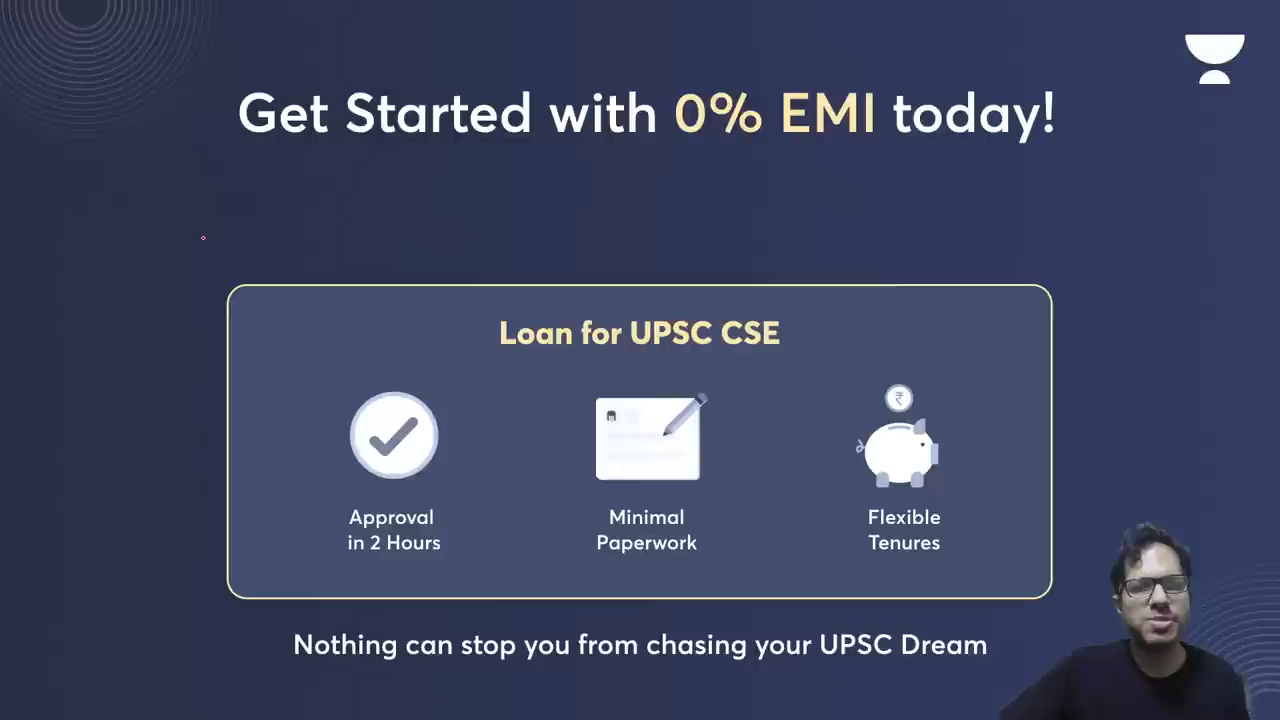 Get Started with 0% EMI today!
Loan for UPSC CSE
₹
Approval
in 2 Hours
Minimal
Paperwork
Flexible
Tenures
Nothing can stop you from chasing your UPSC Dream